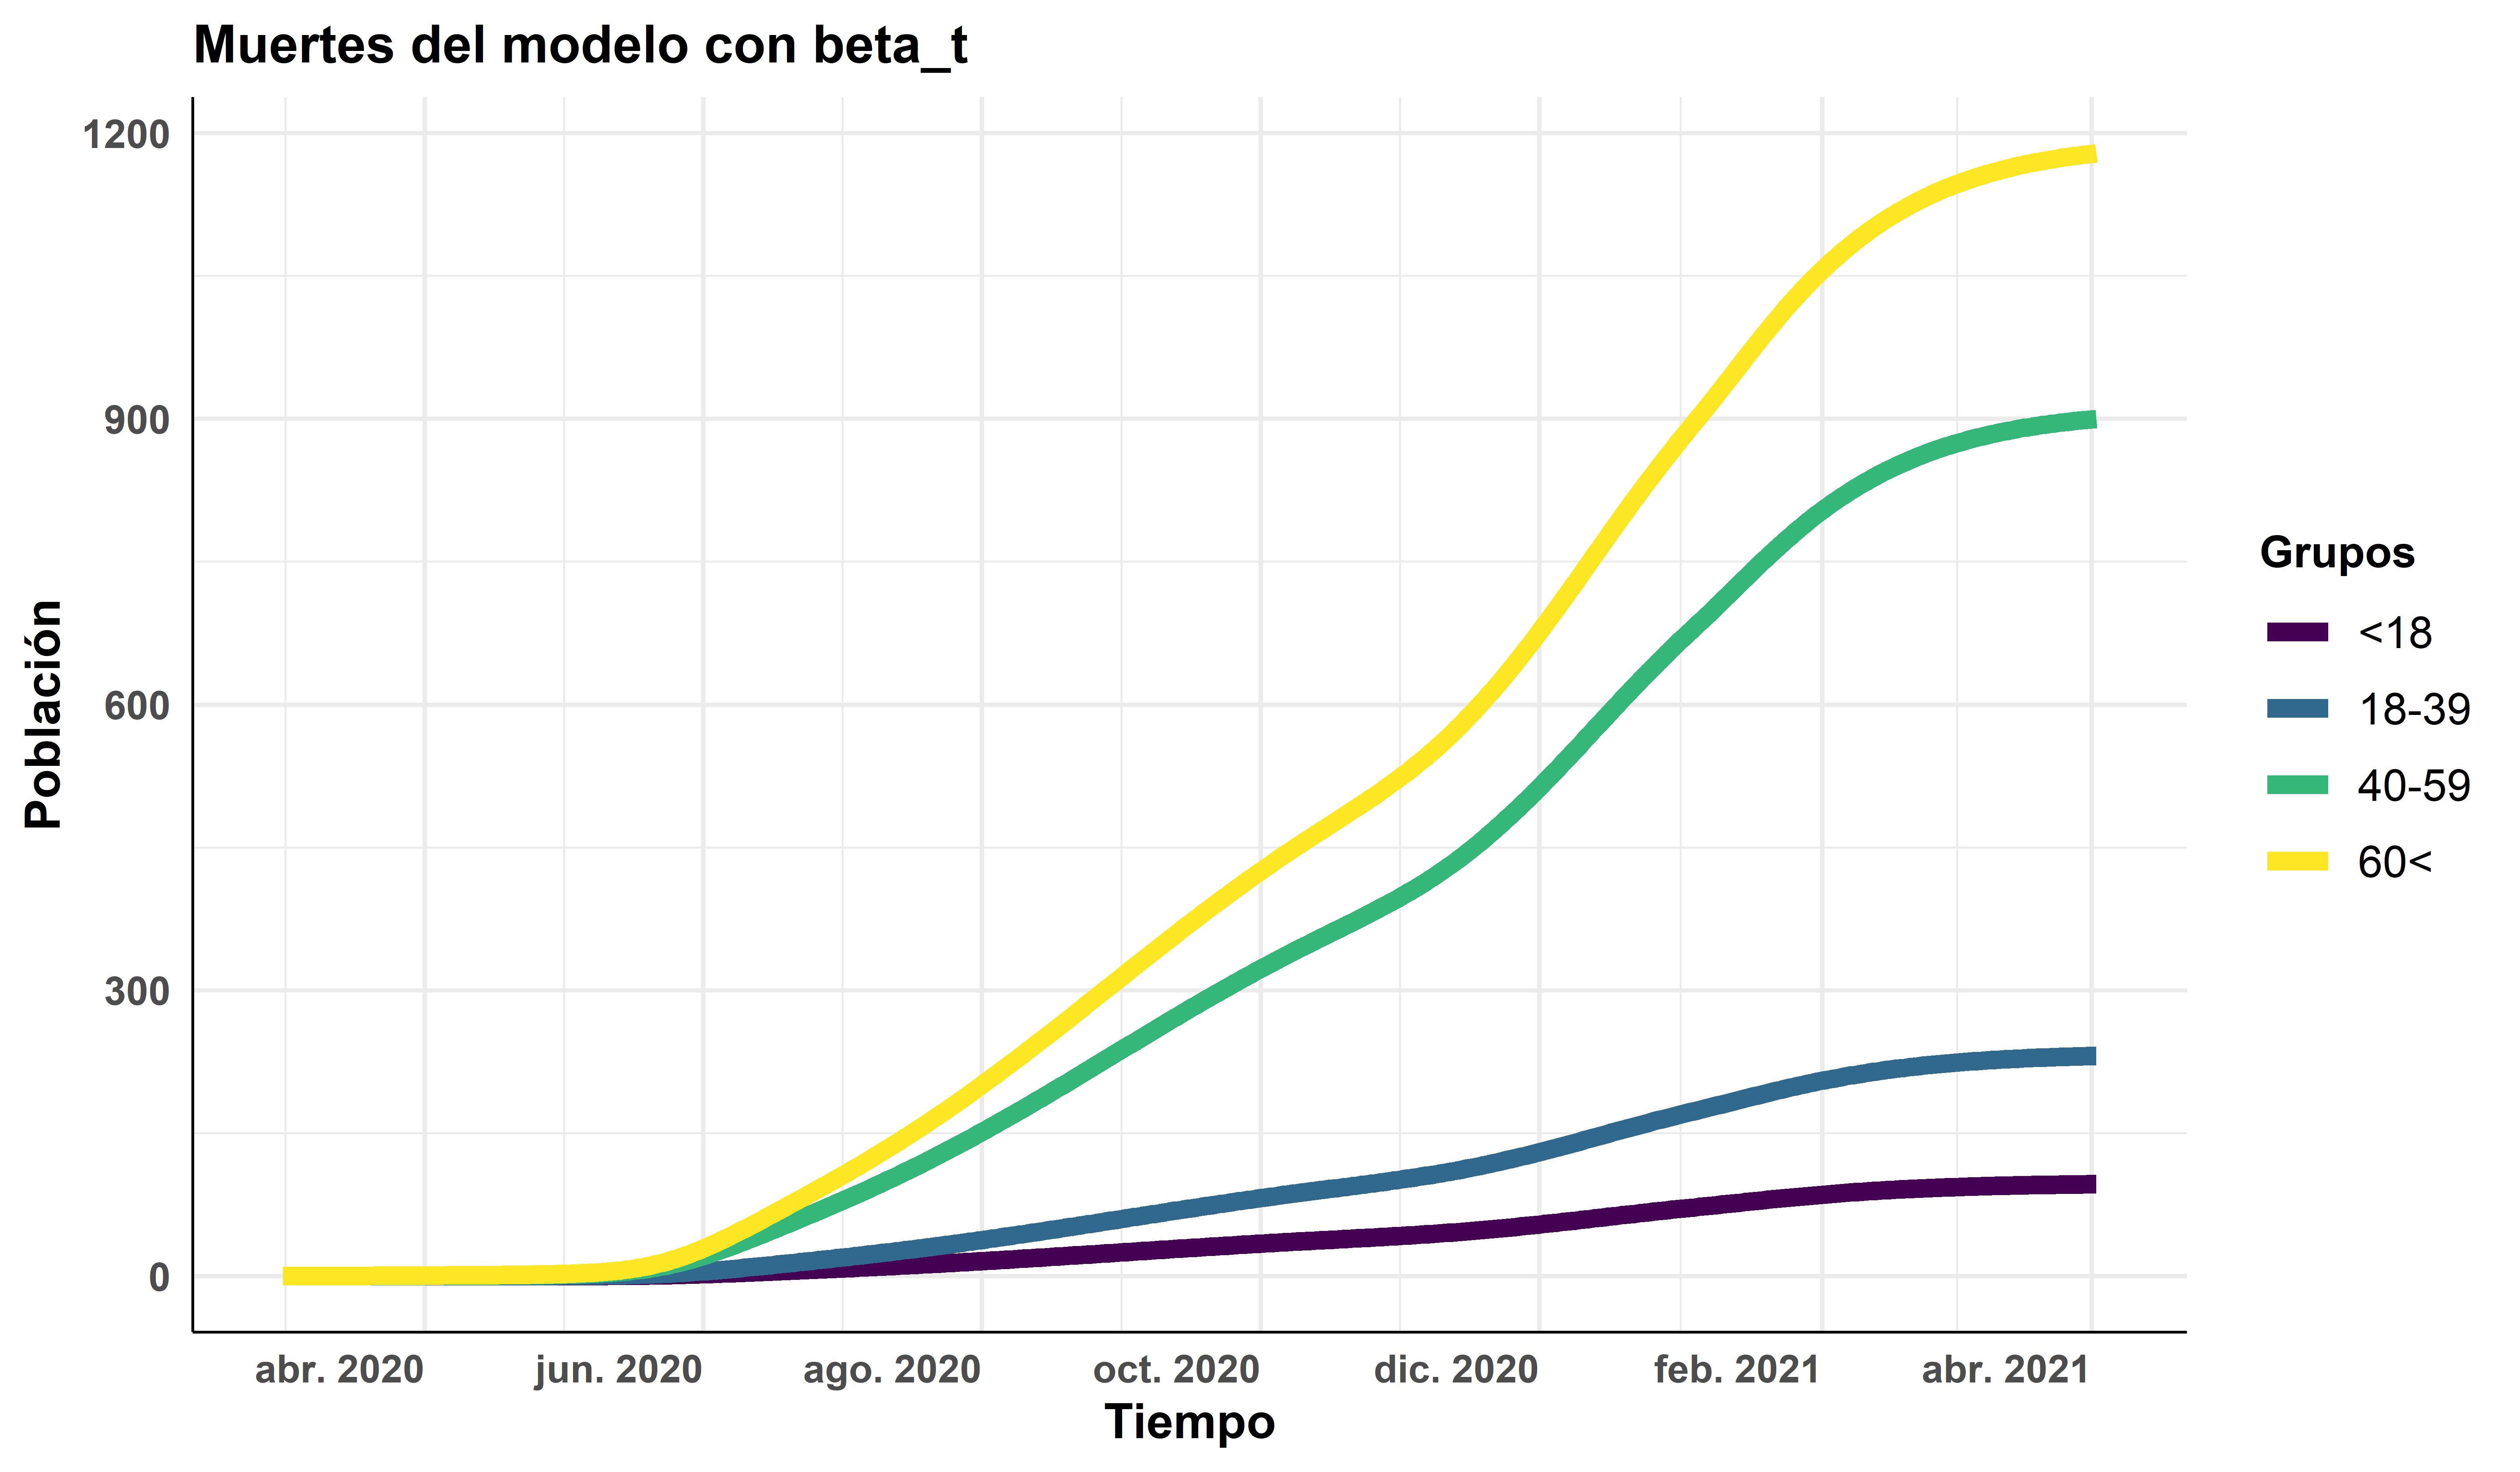 Muertes del modelo con beta_t
1200
900
600
300
0
Población
abr. 2020
jun. 2020
ago. 2020
oct. 2020
dic. 2020
feb. 2021
abr. 2021
Tiempo
Grupos
<18
18-39
40-59
60<